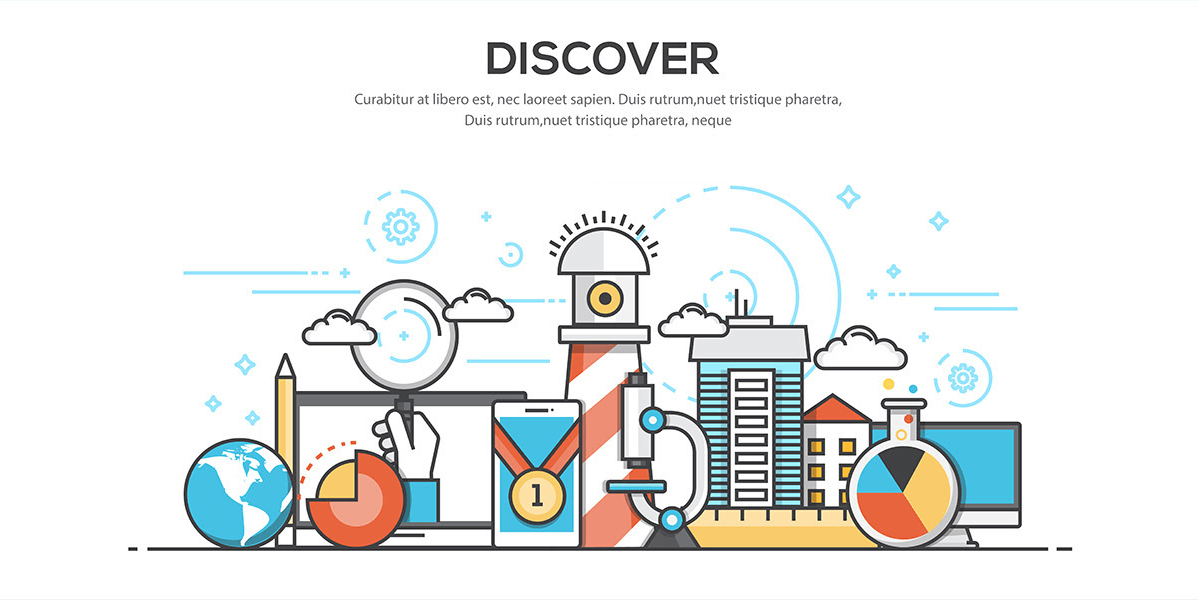 DISCOVER
Curabitur at libero est, nec laoreet sapien. Duis rutrum,nuet tristique pharetra,
Duis rutrum,nuet tristique pharetra, neque
1